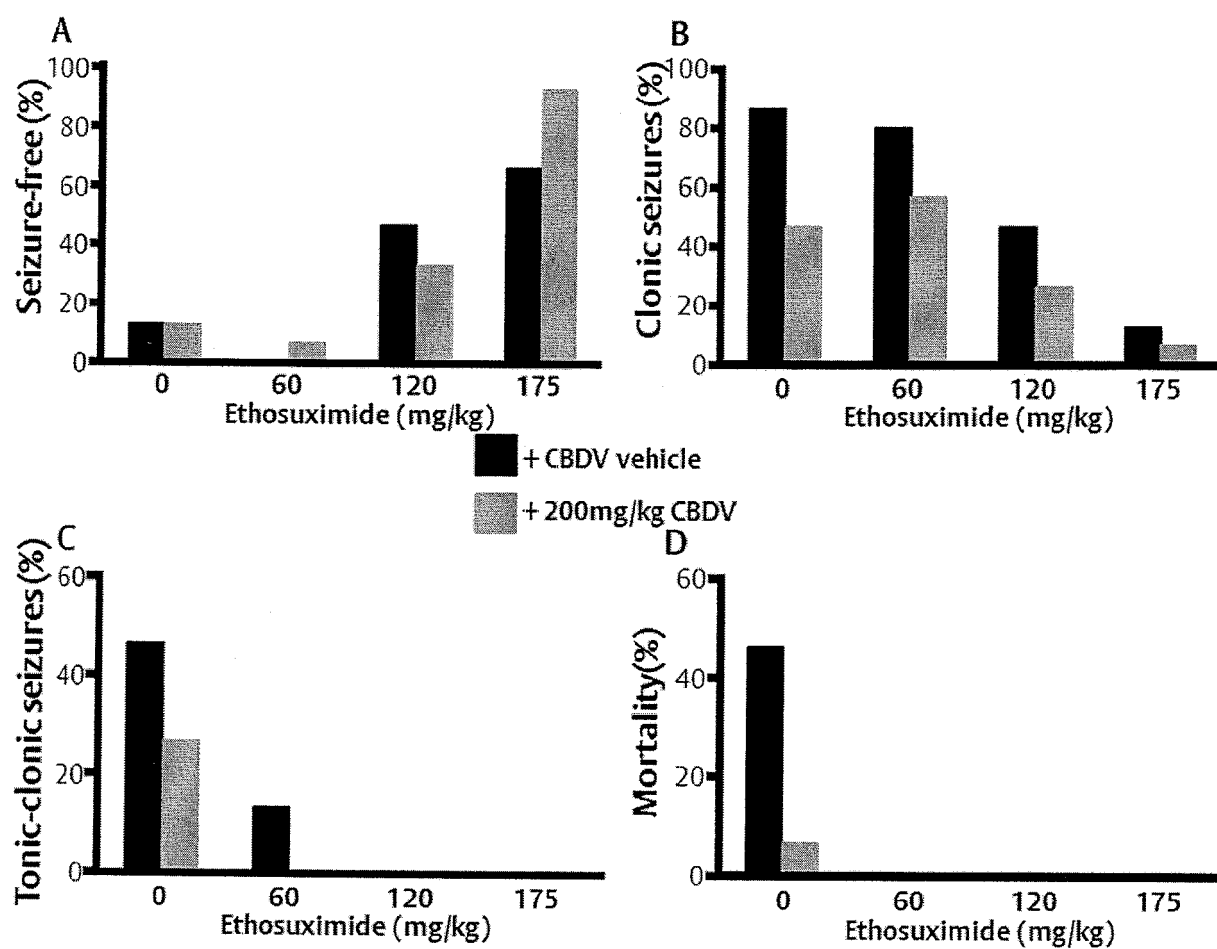 A
Seizure-free (%)
100
80
60
40
20
0
0 60 120 175
Ethosuximide (mg/kg)
B
Clonic seizures (%)
100
80
60
40
20
0
0 60 120 175
Ethosuximide (mg/kg)
+ CBDV vehicle
+ 200mg/kg CBDV
C
Tonic-clonic seizures (%)
60
40
20
0
0 60 120 175
Ethosuximide (mg/kg)
D
Mortality(%)
60
40
20
0
0 60 120 175
Ethosuximide (mg/kg)